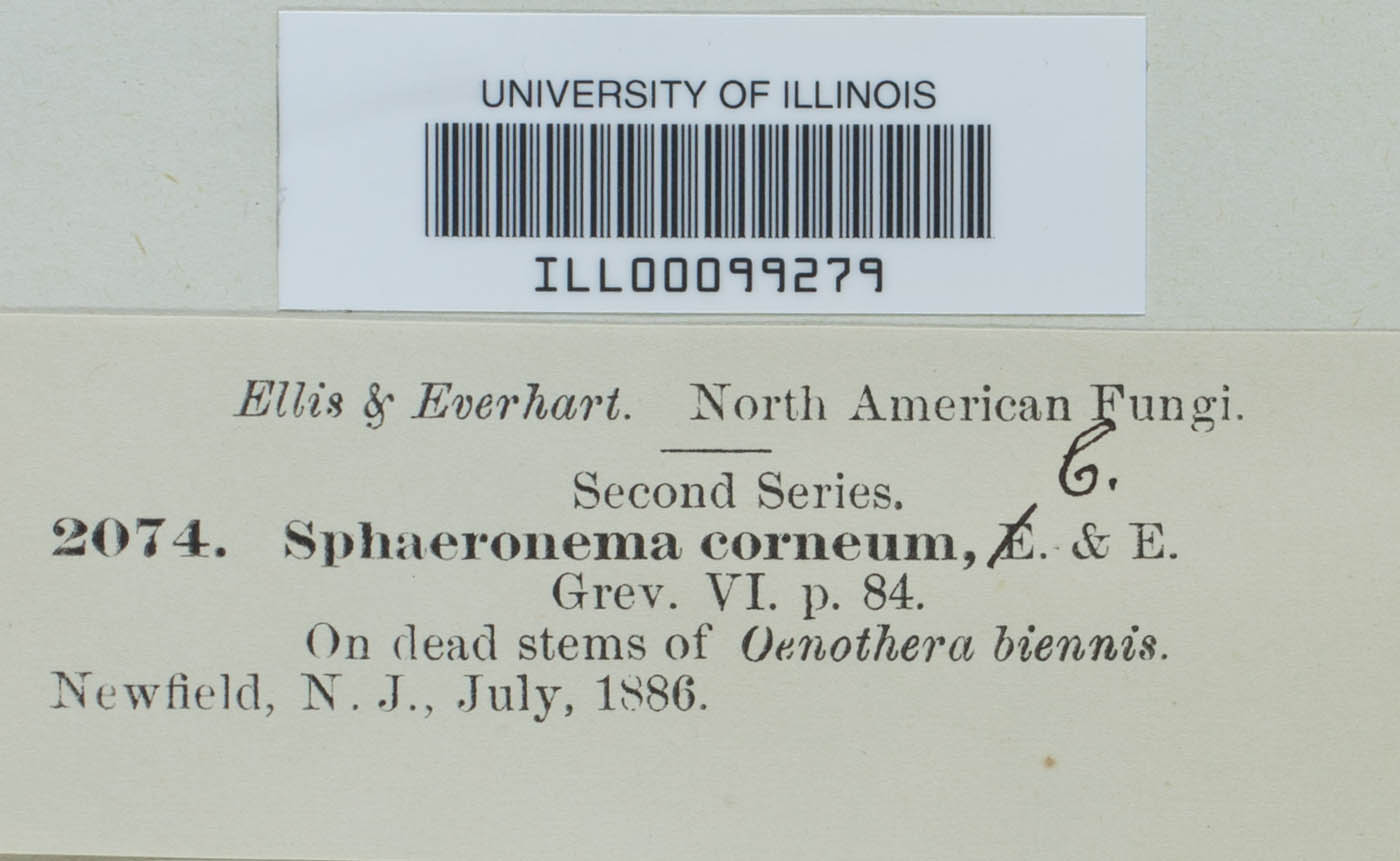 UNIVERSITY OF ILLINOIS
ILL00099279
Ellis & Everhart. North American Fungi.
Second Series.
C.
2074. Sphaeronema corneum, E. & E.
Grev. VI. p. 84.
On dead stems of Oenothera biennis.
Newfield, N. J., July, 1886.